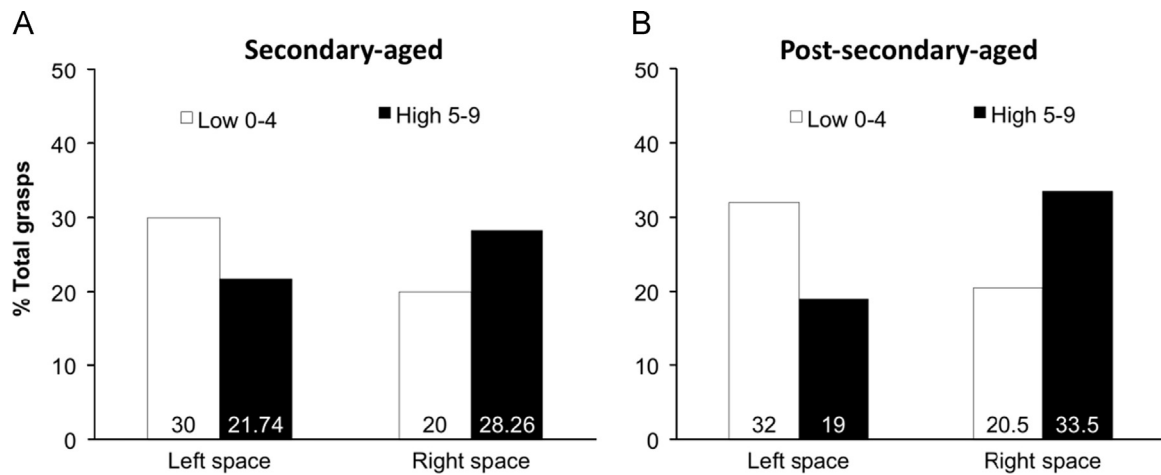 A
Secondary-aged
50
40
30
20
10
0
% Total grasps
Low 0-4
High 5-9
30
21.74
20
28.26
Left space
Right space
B
Post-secondary-aged
50
40
30
20
10
0
Low 0-4
High 5-9
32
19
20.5
33.5
Left space
Right space